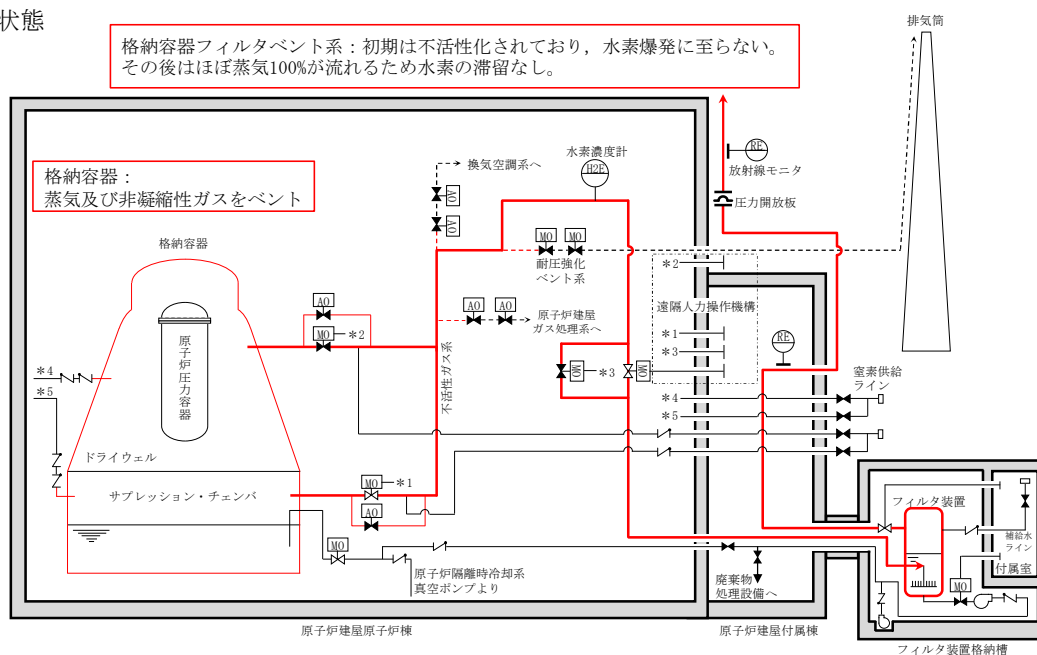 状態
排気筒
格納容器フィルタベント系：初期は不活性化されており，水素爆発に至らない。
その後はほぼ蒸気100%が流れるため水素の滞留なし。
格納容器：
蒸気及び非凝縮性ガスをベント
換気空調系へ
AO
AO
水素濃度計
H2E
RE
放射線モニタ
圧力開放板
格納容器
MO
MO
耐圧強化
ベント系
＊2
遠隔人力操作機構
AO
MO
＊2
AO
AO
原子炉建屋
ガス処理系へ
＊1
＊3
RE
原子炉圧力容器
不活性ガス系
MO
＊3
MO
窒素供給
ライン
＊4
＊5
＊4
＊5
ドライウェル
サプレッション・チェンバ
MO
＊1
AO
フィルタ装置
補給水
ライン
付属室
MO
MO
原子炉隔離時冷却系
真空ポンプより
廃棄物
処理設備へ
原子炉建屋原子炉棟
原子炉建屋付属棟
フィルタ装置格納槽